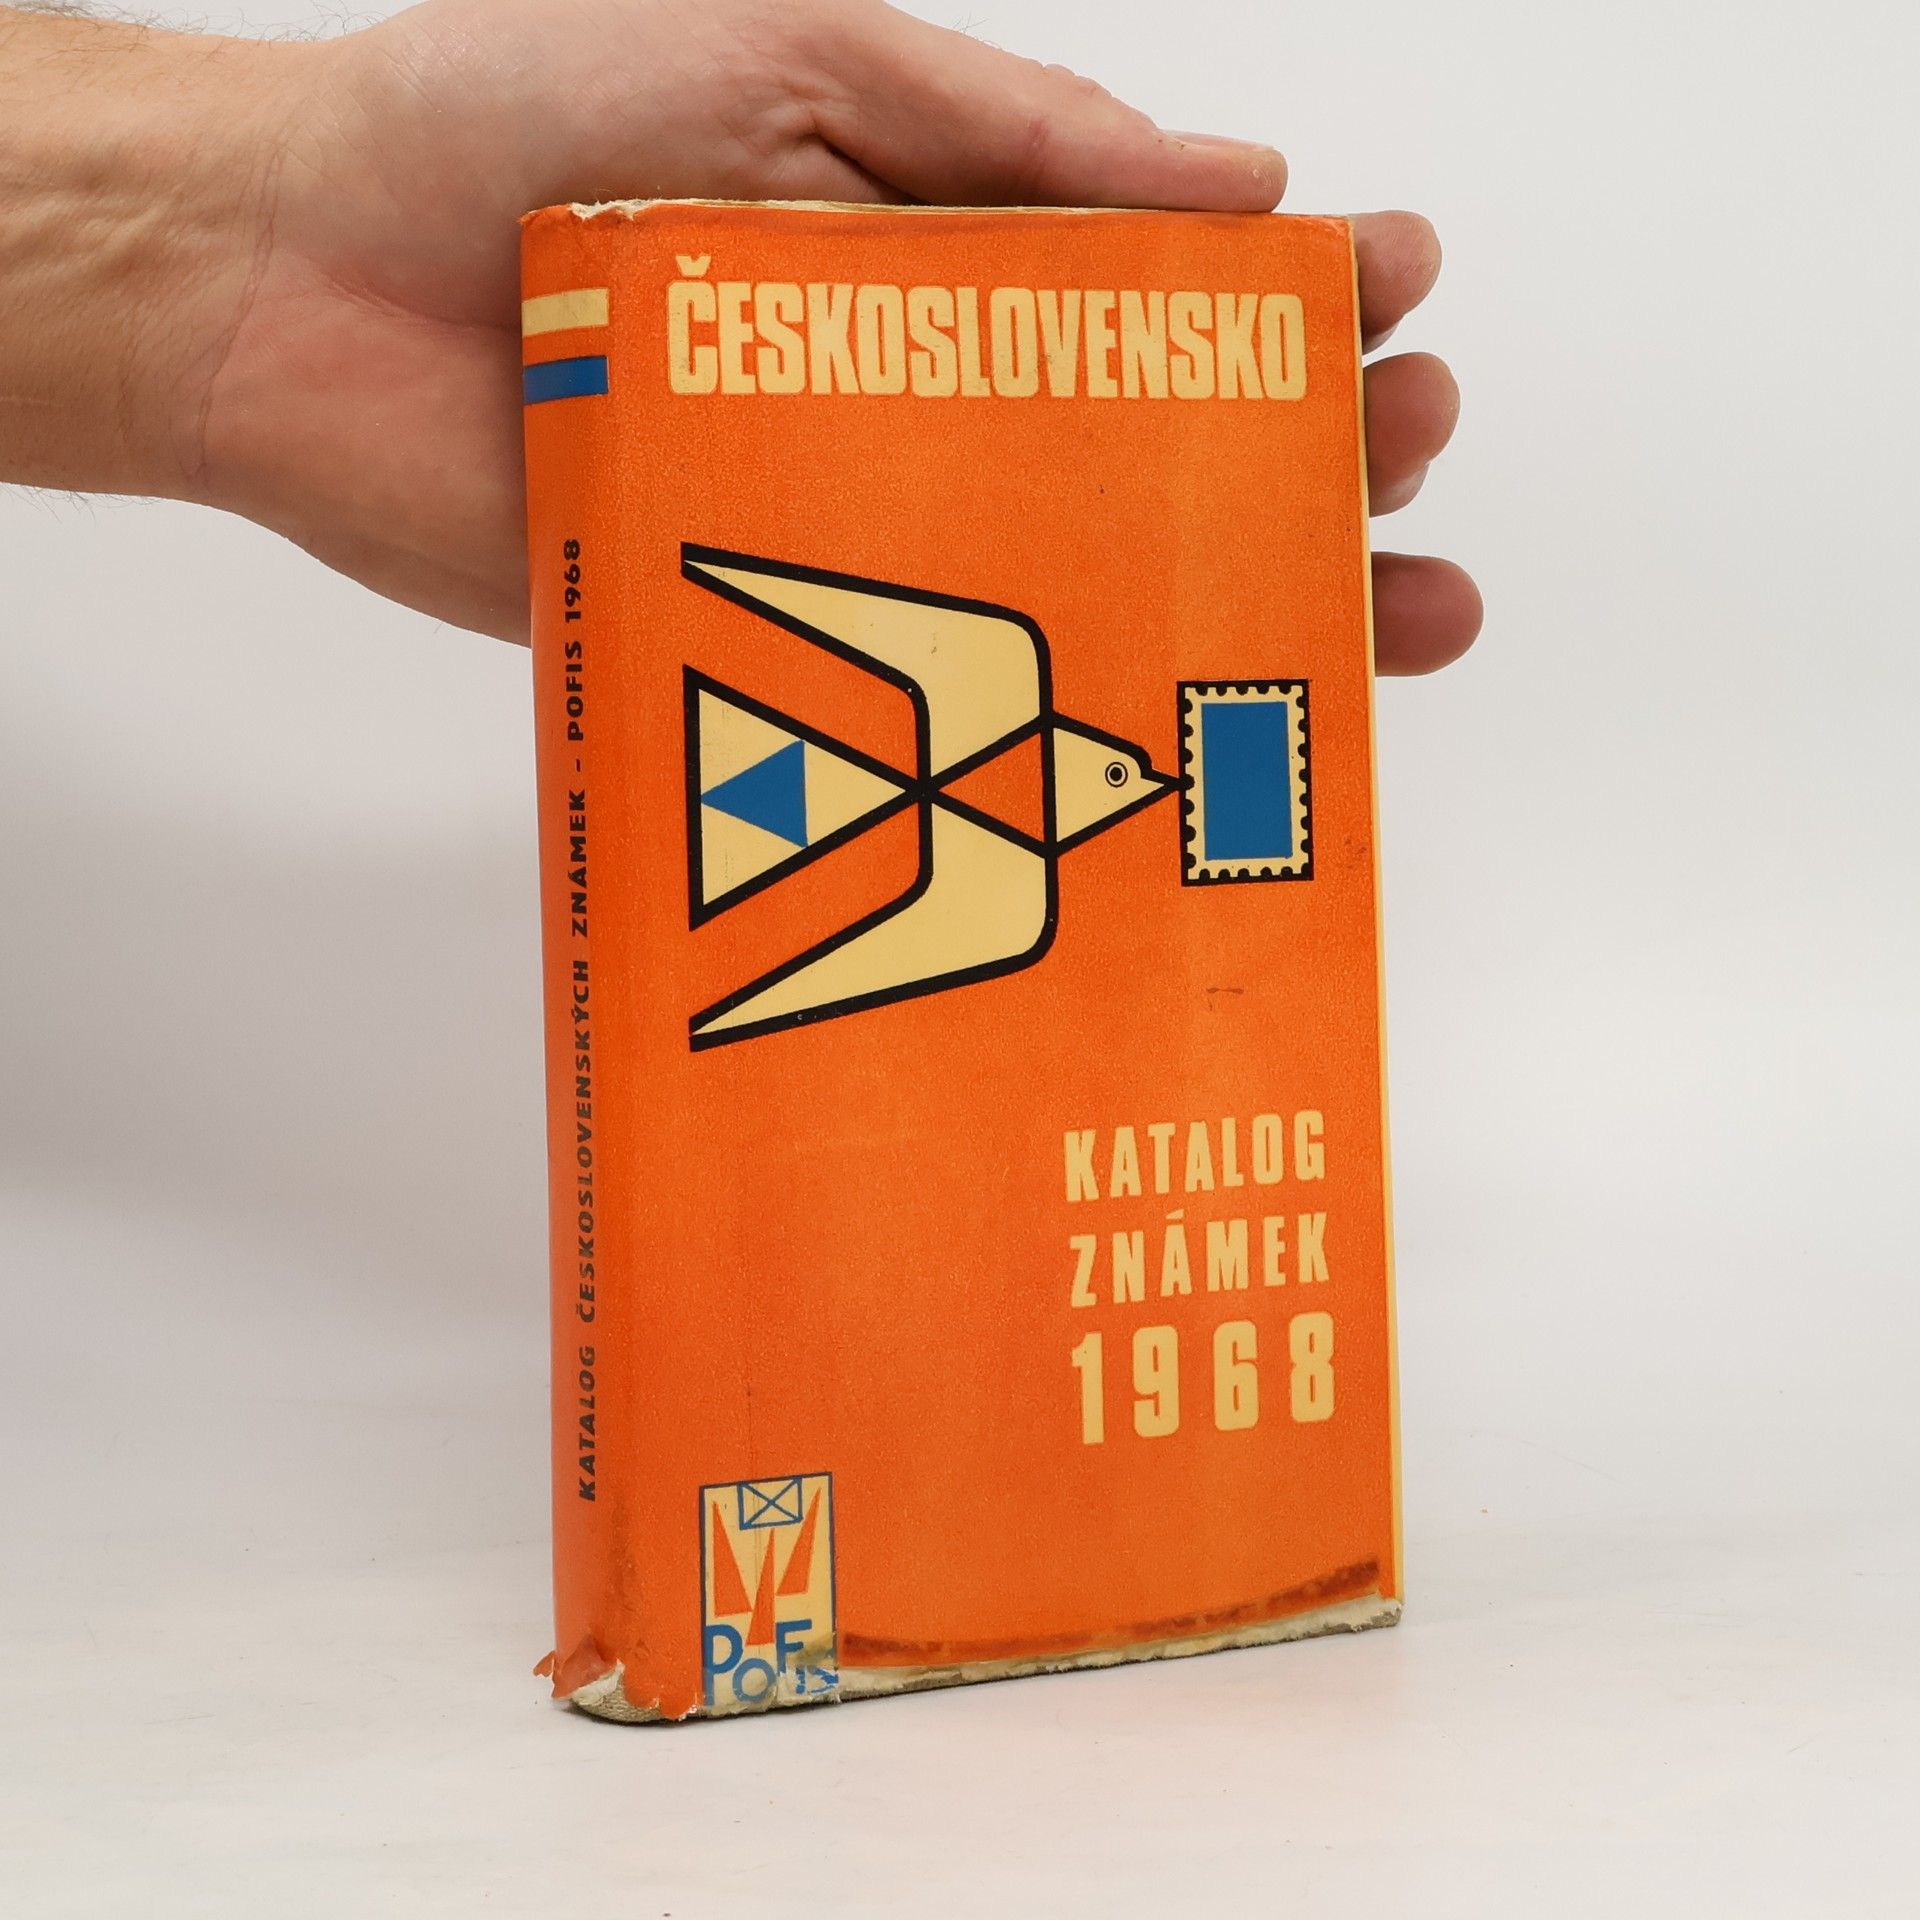 ČESKOSLOVENSKO
KATALOG
ZNÁMEK
1968
POFIS
KATALOG ČESKOSLOVENSKÝCH ZNÁMEK - POFIS 1968